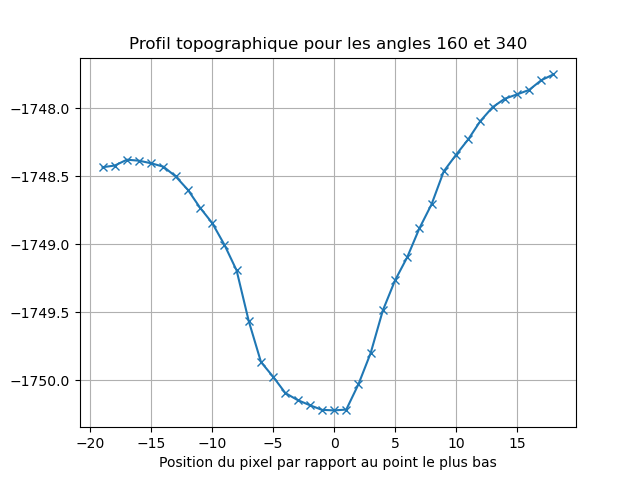 Profil topographique pour les angles 160 et 340
−1748.0
−1748.5
−1749.0
−1749.5
−1750.0
−20 −15 −10 −5 0 5 10 15
Position du pixel par rapport au point le plus bas